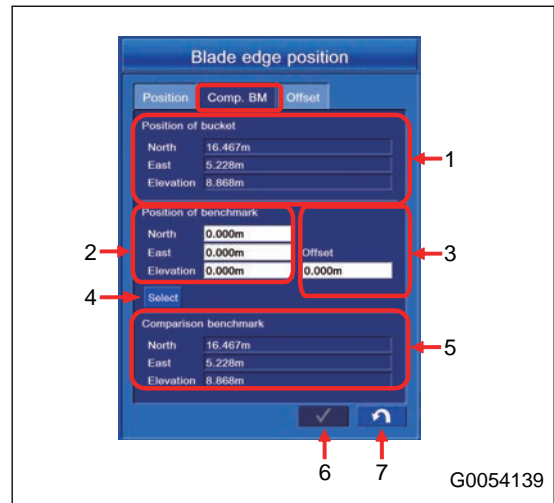 Blade edge position
Position Comp. BM Offset
Position of bucket
North 16.467m
East 5.228m
Elevation 8.868m
1
Position of benchmark
North 0.000m
East 0.000m Offset
Elevation 0.000m 0.000m
2
3
Select
4
Comparison benchmark
North 16.467m
East 5.228m
Elevation 8.868m
5
6 7
G0054139